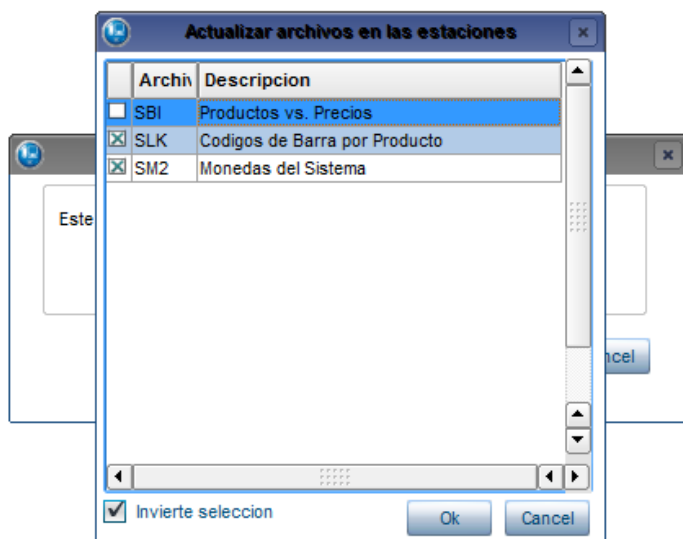 Actualizar archivos en las estaciones
Archiv Descripcion
SBI Productos vs. Precios
SLK Codigos de Barra por Producto
SM2 Monedas del Sistema
Este
ncel
Invierte seleccion
Ok Cancel